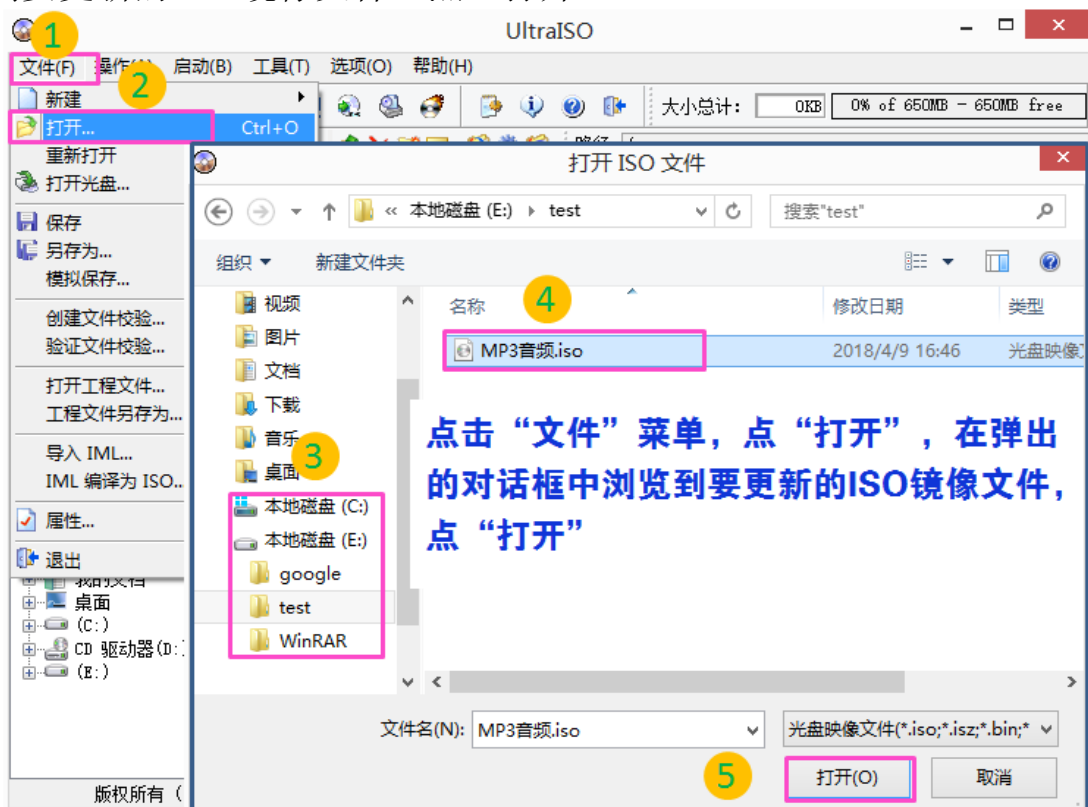 UltraISO
1
文件(F) 操作(A) 启动(B) 工具(T) 选项(O) 帮助(H)
2
新建
大小总计: 0KB 0% of 650MB - 650MB free
打开... Ctrl+O
重新打开
打开光盘...
保存
另存为...
模拟保存...
创建文件校验...
验证文件校验...
打开工程文件...
工程文件另存为...
导入 IML...
IML 编译为 ISO...
属性...
退出
桌面
(C:)
CD 驱动器(D:)
(E:)
版权所有 (
打开 ISO 文件
« 本地磁盘 (E:) test 搜索"test"
组织 新建文件夹
视频
图片
文档
下载
音乐
桌面
3
本地磁盘 (C:)
本地磁盘 (E:)
google
test
WinRAR
4
名称 修改日期 类型
MP3音频.iso 2018/4/9 16:46 光盘映像
点击“文件”菜单，点“打开”，在弹出
的对话框中浏览到要更新的ISO镜像文件，
点“打开”
文件名(N): MP3音频.iso 光盘映像文件(*.iso;*.isz;*.bin;*
5
打开(O) 取消